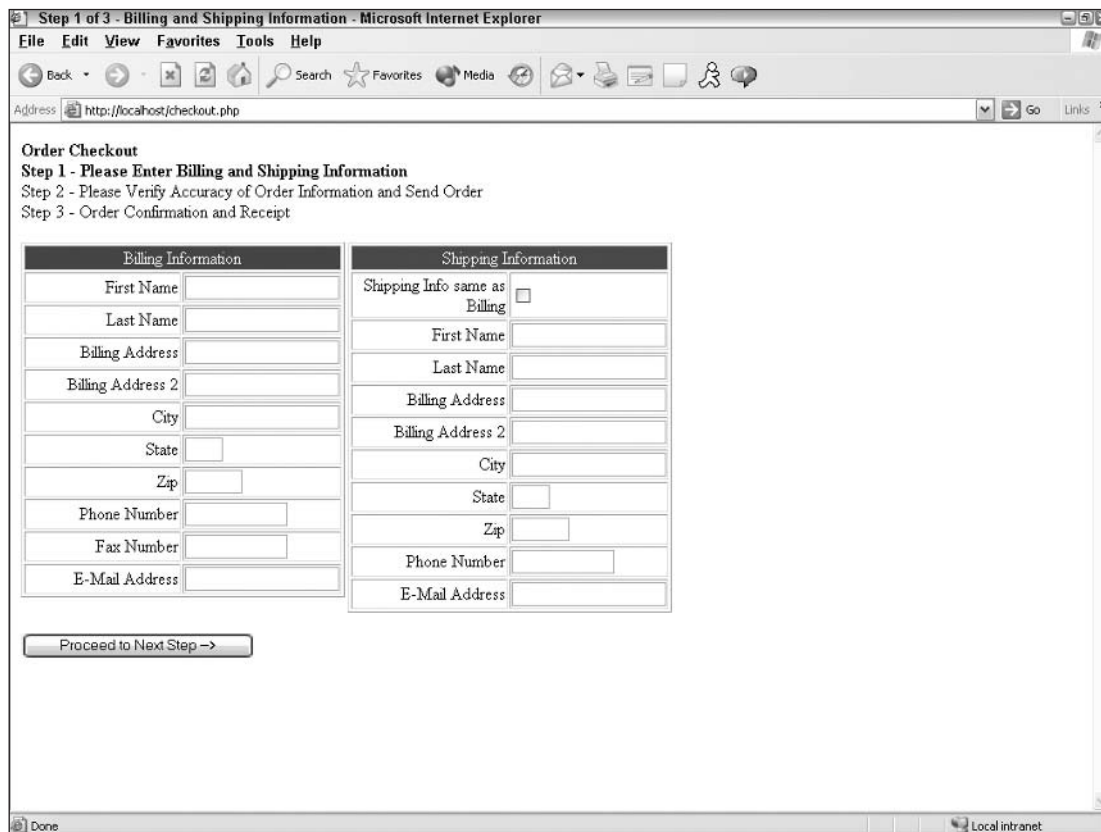 Step 1 of 3 - Billing and Shipping Information - Microsoft Internet Explorer
File Edit View Favorites Tools Help
Back Search Favorites Media
Address http://localhost/checkout.php Go Links
Order Checkout
Step 1 - Please Enter Billing and Shipping Information
Step 2 - Please Verify Accuracy of Order Information and Send Order
Step 3 - Order Confirmation and Receipt
Billing Information
First Name
Last Name
Billing Address
Billing Address 2
City
State
Zip
Phone Number
Fax Number
E-Mail Address
Shipping Information
Shipping Info same as
Billing
First Name
Last Name
Billing Address
Billing Address 2
City
State
Zip
Phone Number
E-Mail Address
Proceed to Next Step -->
Done Local intranet